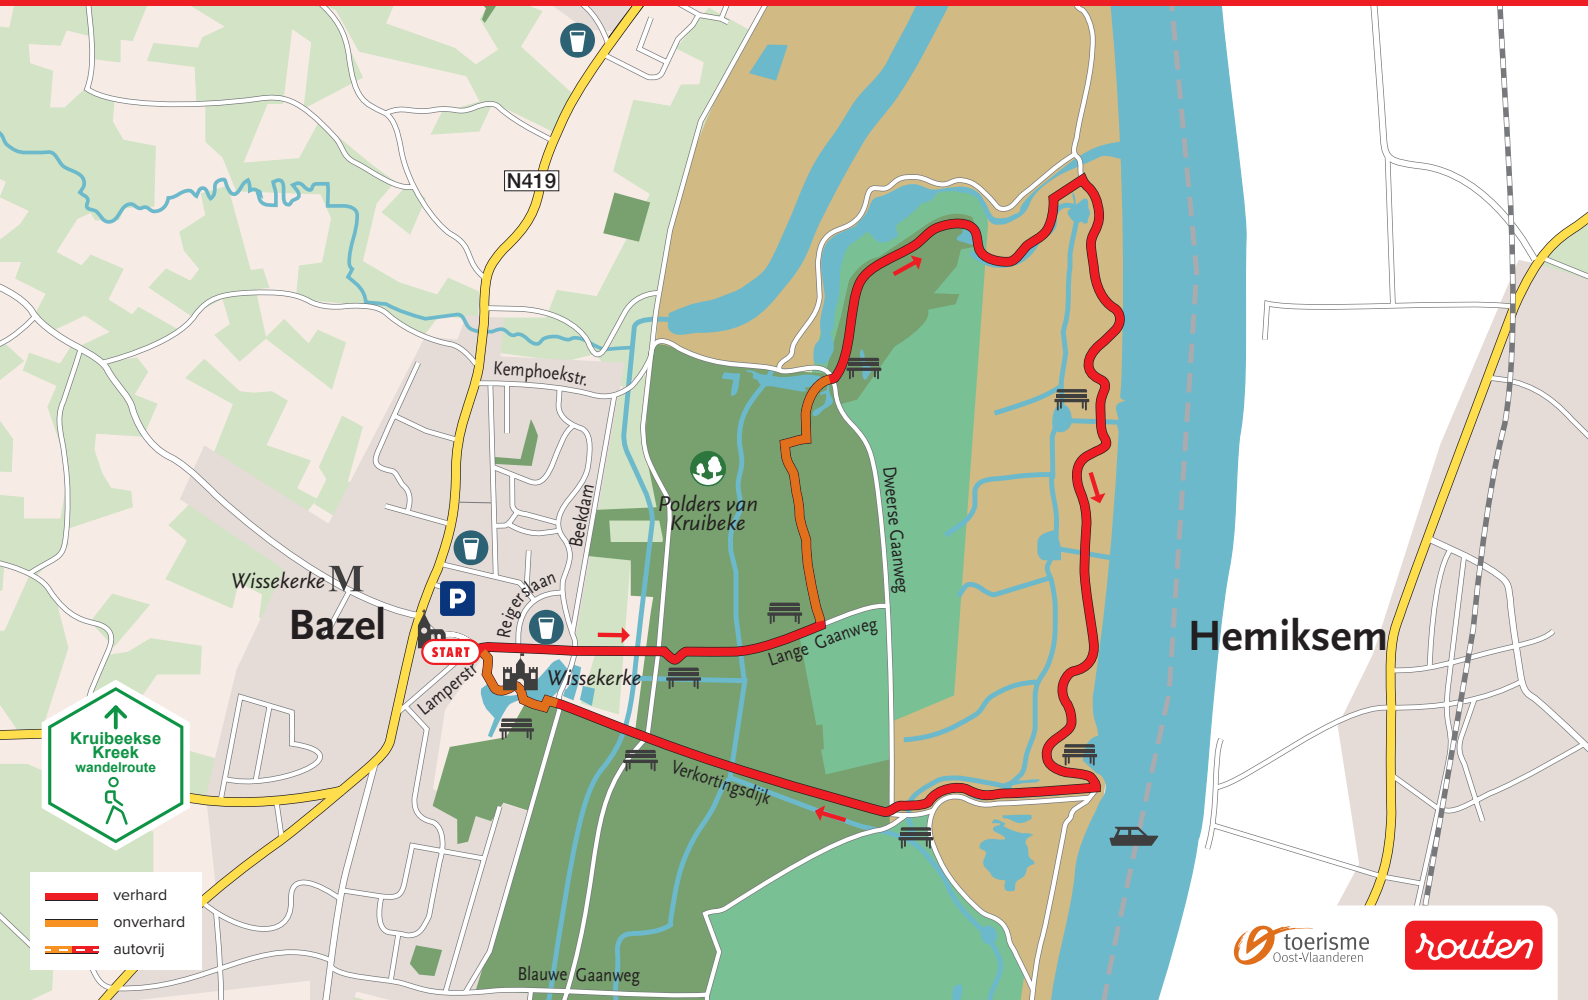 N419
Kemphoekstr.
Beekdam
Polders van
Kruibeke
Dweerse Gaanweg
Wissekerke M
Bazel
P
Reigerslaan
START
Lamperstr.
Wissekerke
Lange Gaanweg
Hemiksem
Verkortingsdijk
Kruibeekse
Kreek
wandelroute
verhard
onverhard
autovrij
Blauwe Gaanweg
toerisme
Oost-Vlaanderen
routen